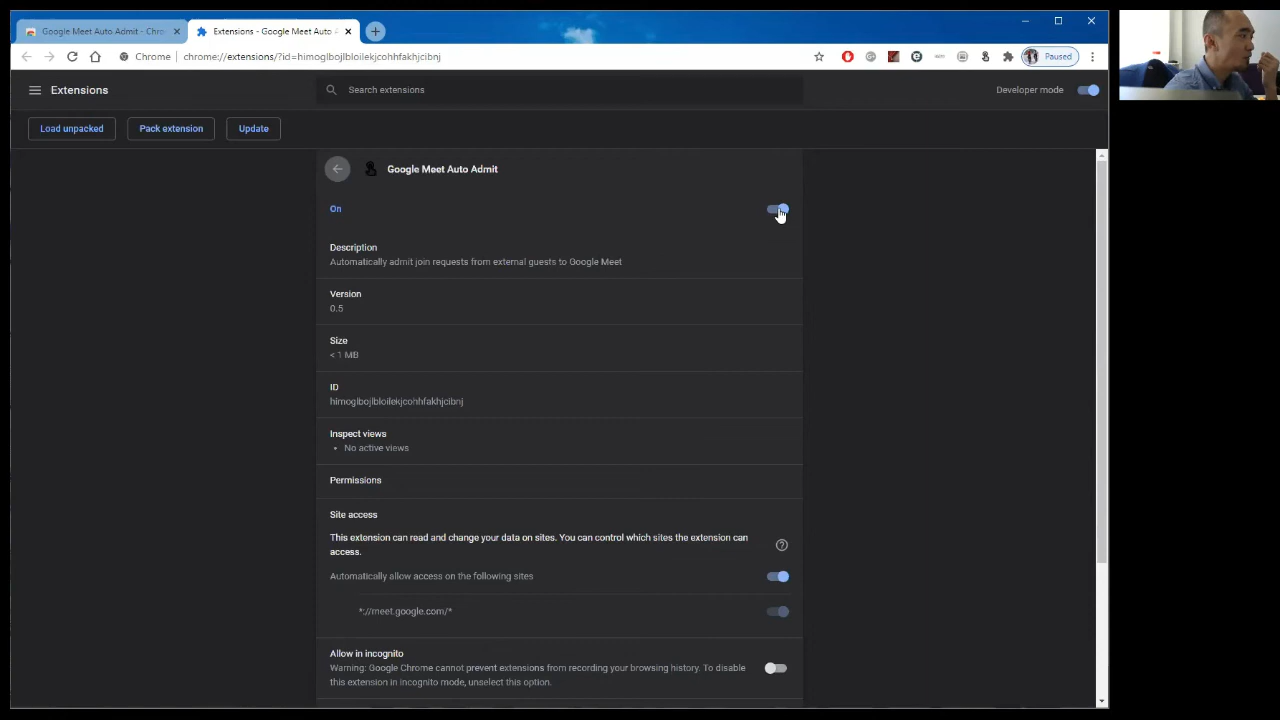 Google Meet Auto Admit - Chro
Extensions - Google Meet Auto A
Chrome
chrome://extensions/?id=himoglbojlbloilekjcohhfakhjcibnj
Paused
Extensions
Search extensions
Developer mode
Load unpacked
Pack extension
Update
Google Meet Auto Admit
On
Description
Automatically admit join requests from external guests to Google Meet
Version
0.5
Size
< 1 MB
ID
himoglbojlbloilekjcohhfakhjcibnj
Inspect views
• No active views
Permissions
Site access
This extension can read and change your data on sites. You can control which sites the extension can
access.
Automatically allow access on the following sites
*://meet.google.com/*
Allow in incognito
Warning: Google Chrome cannot prevent extensions from recording your browsing history. To disable
this extension in incognito mode, unselect this option.